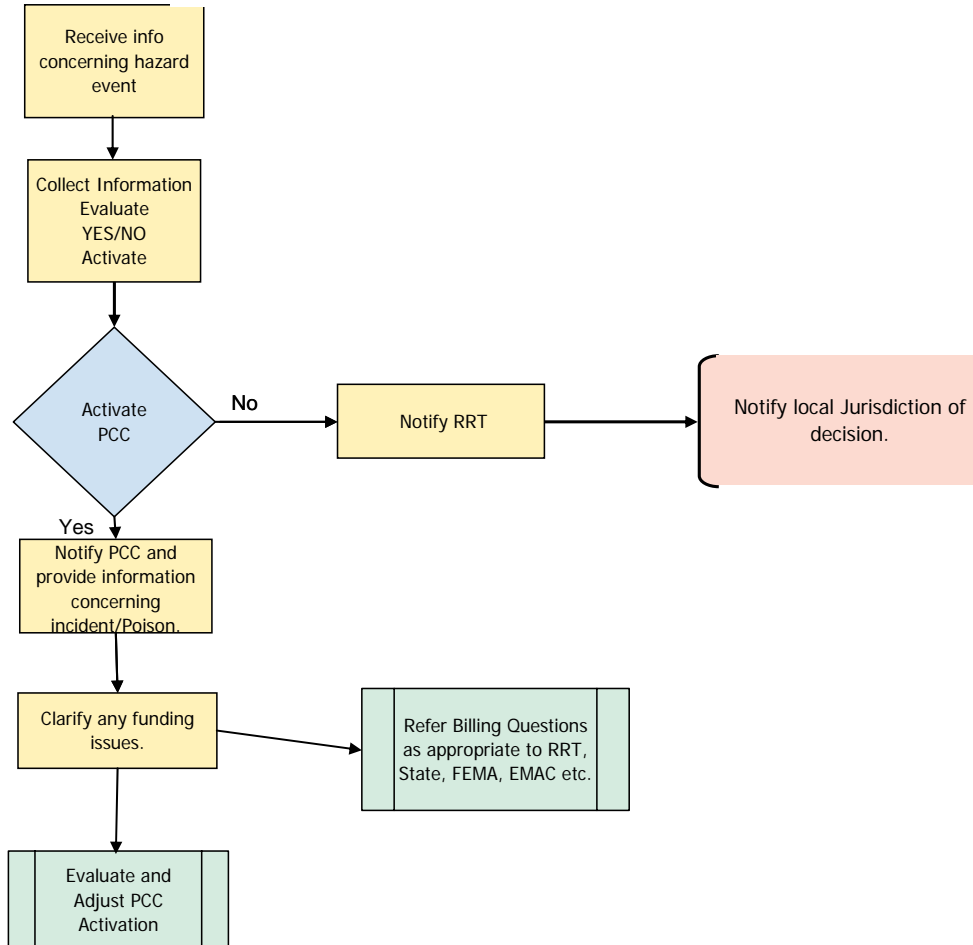 Receive info
concerning hazard
event
Collect Information
Evaluate
YES/NO
Activate
Activate
PCC
No
Notify RRT
Notify local Jurisdiction of
decision.
Yes
Notify PCC and
provide information
concerning
incident/Poison.
Clarify any funding
issues.
Refer Billing Questions
as appropriate to RRT,
State, FEMA, EMAC etc.
Evaluate and
Adjust PCC
Activation